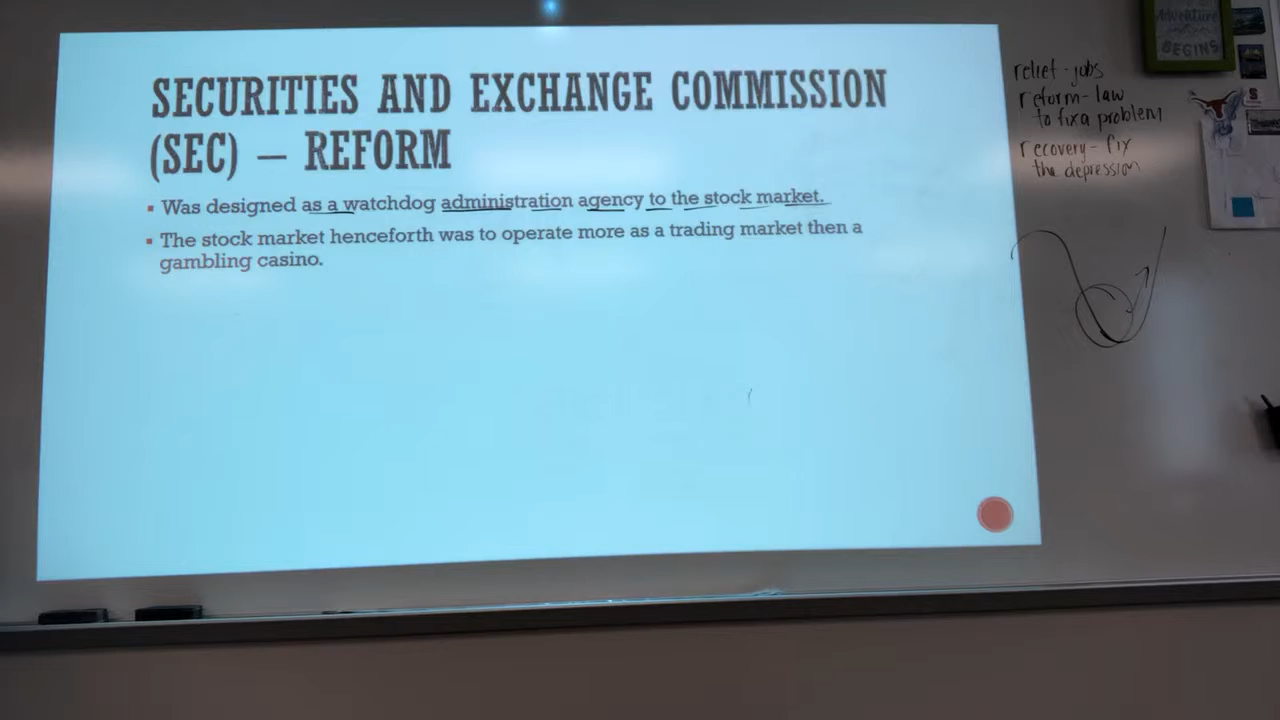 SECURITIES AND EXCHANGE COMMISSION
(SEC) – REFORM
▪ Was designed as a watchdog administration agency to the stock market.
▪ The stock market henceforth was to operate more as a trading market then a
gambling casino.
relief - jobs
reform - law
to fix a problem
recovery - fix
the depression
Adventure
BEGINS
S